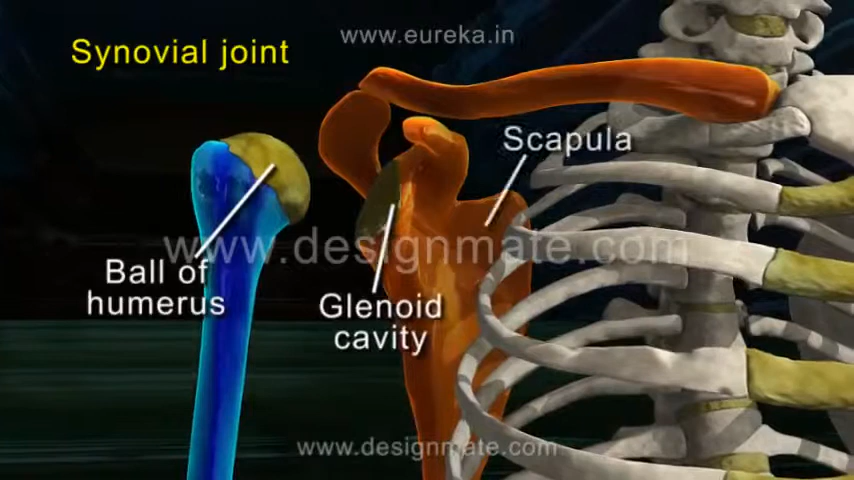 www.eureka.in
Synovial joint
Scapula
www.designmate.com
Ball of
humerus
Glenoid
cavity
www.designmate.com